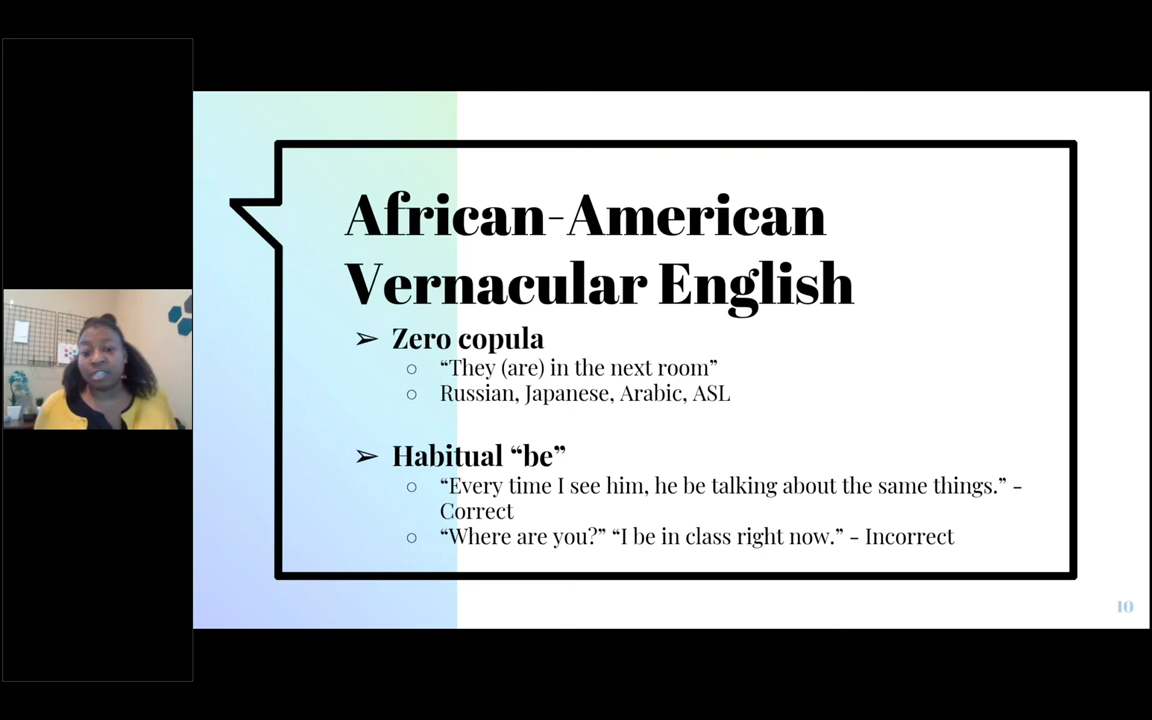 African-American
Vernacular English
➢ Zero copula
○ “They (are) in the next room”
○ Russian, Japanese, Arabic, ASL
➢ Habitual “be”
○ “Every time I see him, he be talking about the same things.” -
Correct
○ “Where are you?” “I be in class right now.” - Incorrect
10